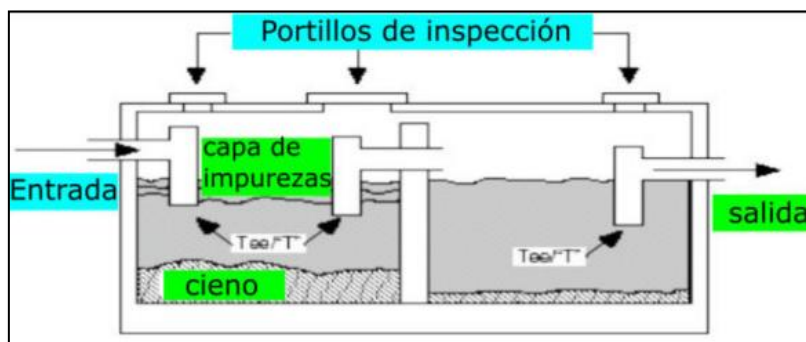 Portillos de inspección
capa de
impurezas
Entrada
salida
Tee/"T"
Tee/"T"
cieno